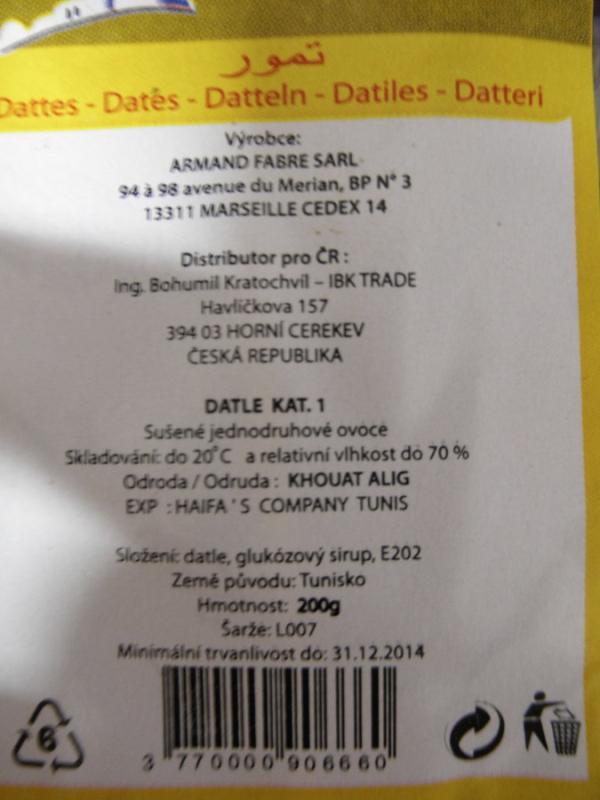 تمور
Dattes - Datês - Datteln - Datiles - Datteri
Výrobce:
ARMAND FABRE SARL
94 à 98 avenue du Merian, BP N° 3
13311 MARSEILLE CEDEX 14
Distributor pro ČR :
Ing. Bohumil Kratochvíl – IBK TRADE
Havlíčkova 157
394 03 HORNÍ CEREKEV
ČESKÁ REPUBLIKA
DATLE KAT. 1
Sušené jednodruhové ovoce
Skladování: do 20°C a relativní vlhkost do 70 %
Odroda / Odruda : KHOUAT ALIG
EXP : HAIFA ' S COMPANY TUNIS
Složení: datle, glukózový sirup, E202
Země původu: Tunisko
Hmotnost: 200g
Šarže: L007
Minimální trvanlivost do: 31.12.2014
6
3 770000 906660